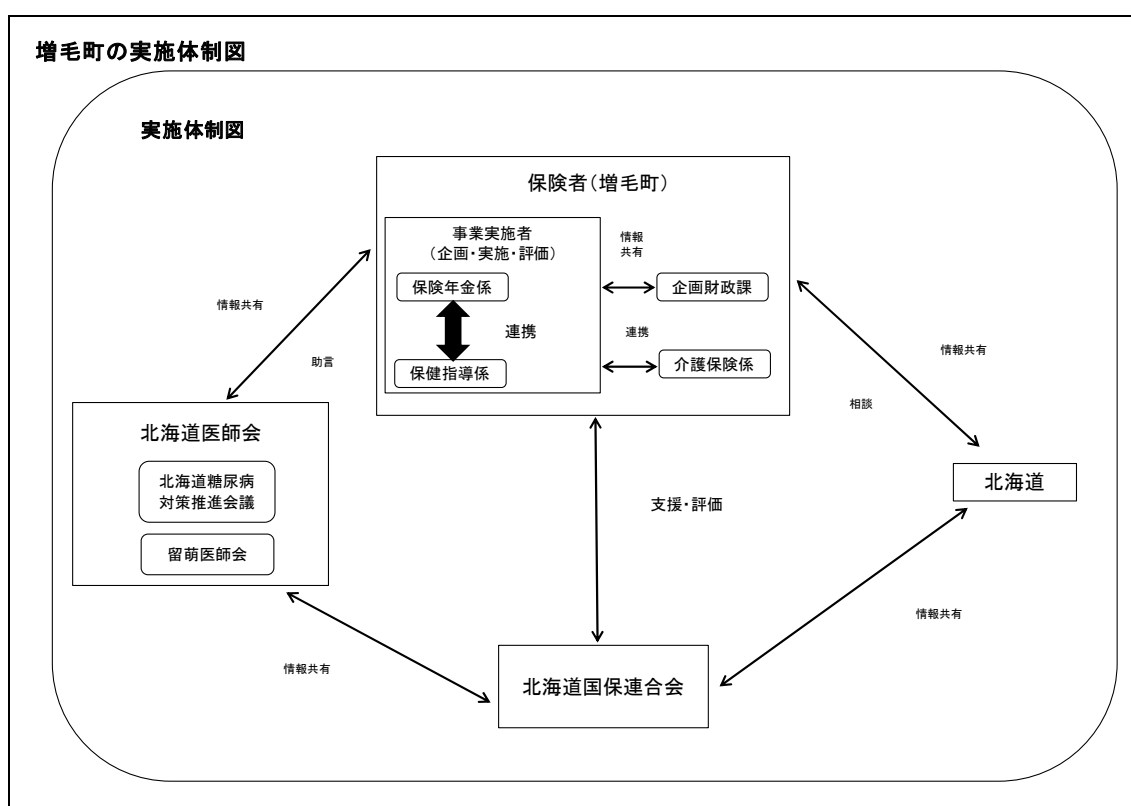 増毛町の実施体制図
実施体制図
保険者(増毛町)
事業実施者
(企画・実施・評価)
保険年金係
連携
保健指導係
情報
共有
企画財政課
連携
介護保険係
情報共有
助言
情報共有
相談
北海道医師会
北海道糖尿病
対策推進会議
留萌医師会
北海道
支援・評価
情報共有
情報共有
北海道国保連合会